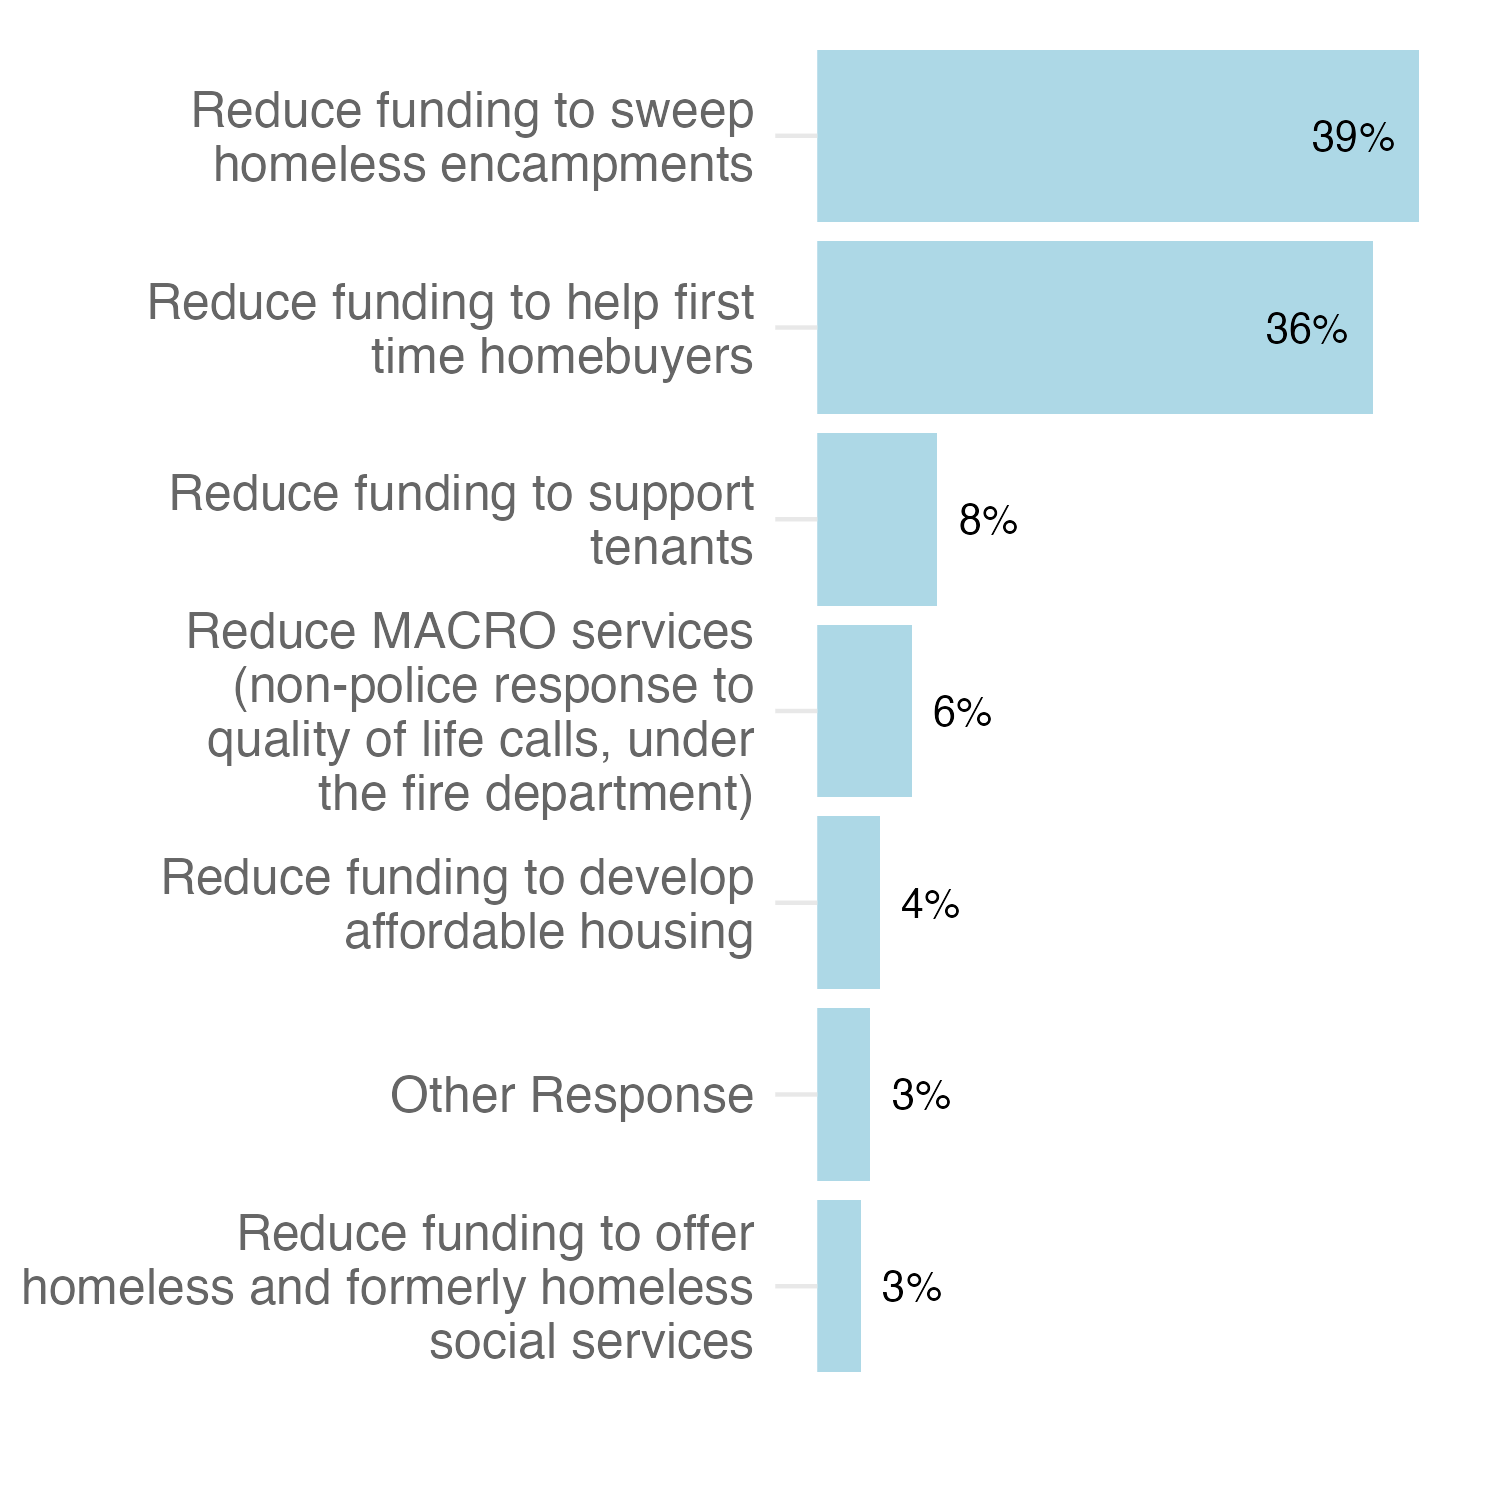 Reduce funding to sweep
homeless encampments
39%
Reduce funding to help first
time homebuyers
36%
Reduce funding to support
tenants
8%
Reduce MACRO services
(non-police response to
quality of life calls, under
the fire department)
6%
Reduce funding to develop
affordable housing
4%
Other Response
3%
Reduce funding to offer
homeless and formerly homeless
social services
3%